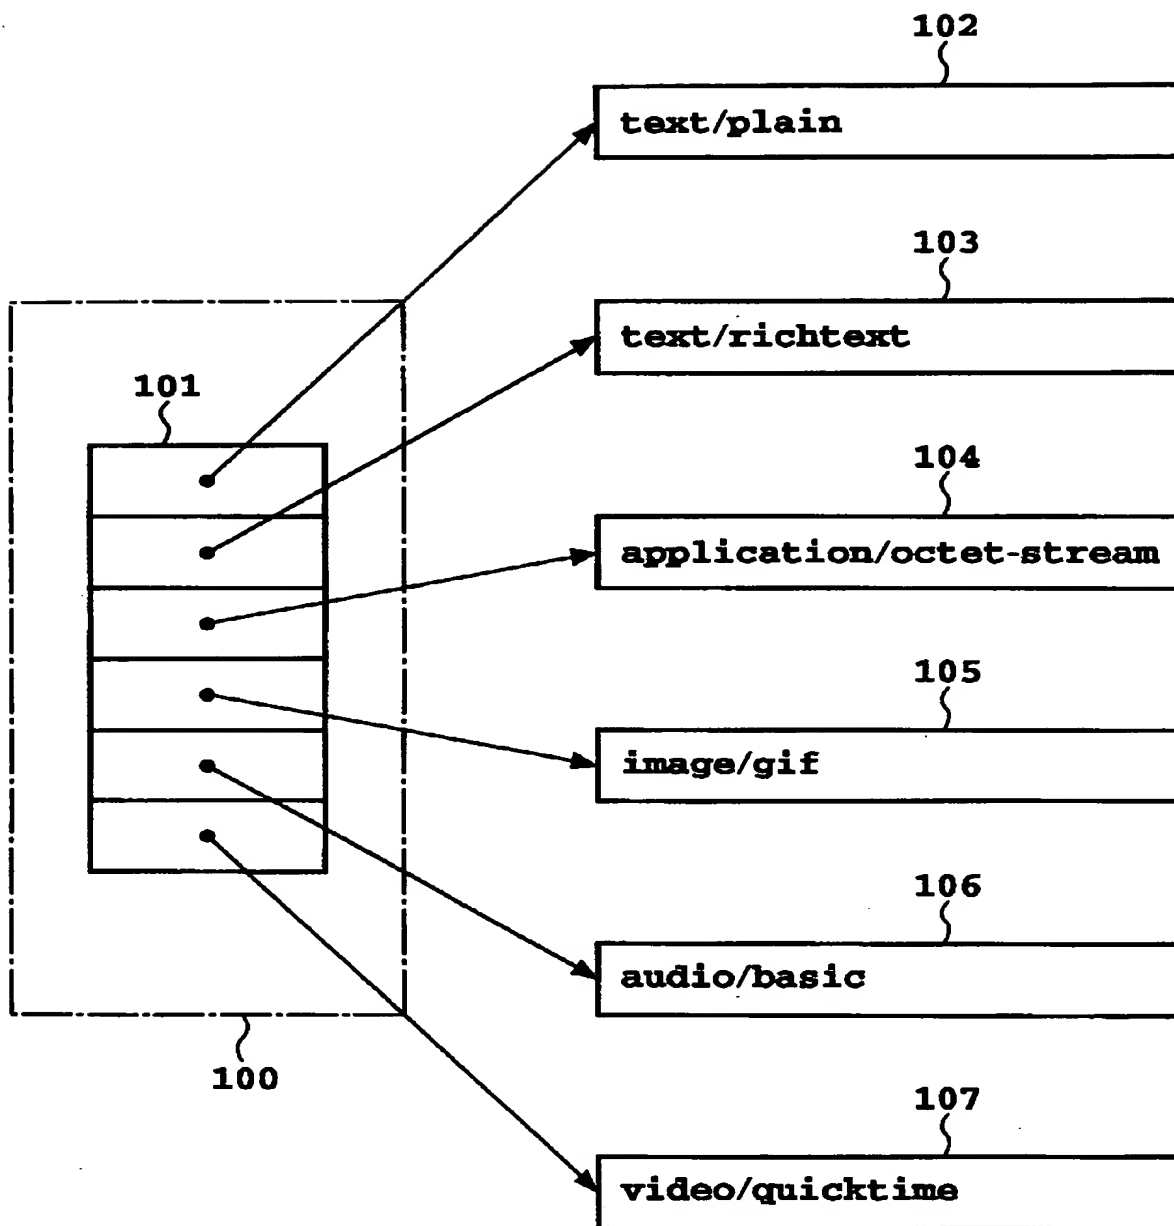 102
text/plain
103
text/richtext
101
104
application/octet-stream
105
image/gif
106
audio/basic
100
107
video/quicktime